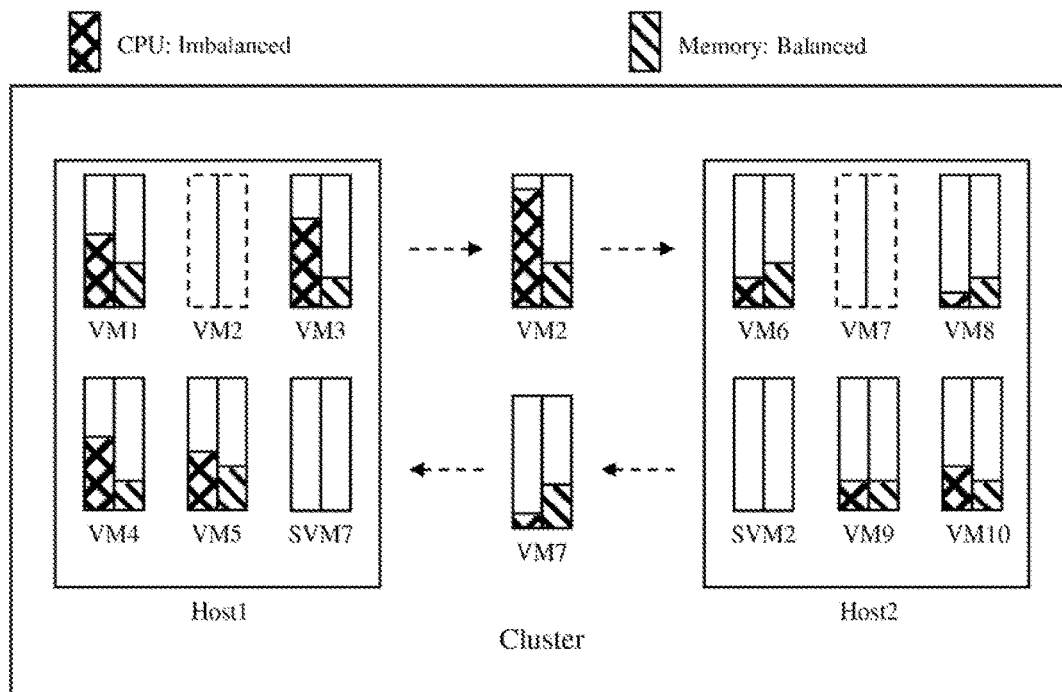 CPU: Imbalanced
Memory: Balanced
VM1 VM2 VM3
VM2
VM6 VM7 VM8
VM4 VM5 SVM7
VM7
SVM2 VM9 VM10
Host1
Host2
Cluster